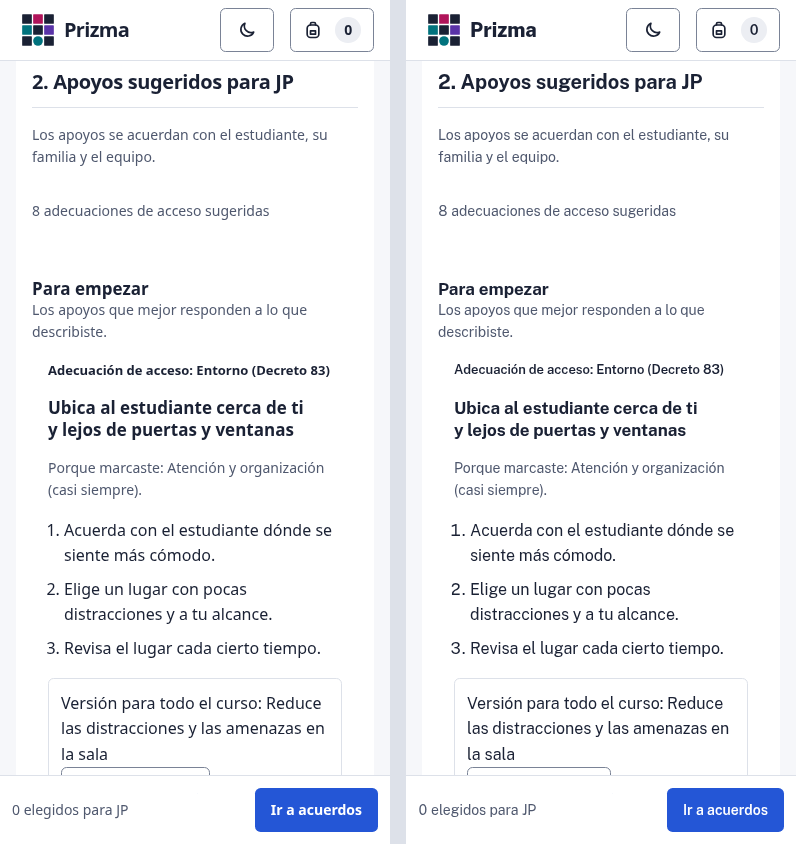 Prizma
0
2. Apoyos sugeridos para JP
Los apoyos se acuerdan con el estudiante, su
familia y el equipo.
8 adecuaciones de acceso sugeridas
Para empezar
Los apoyos que mejor responden a lo que
describiste.
Adecuación de acceso: Entorno (Decreto 83)
Ubica al estudiante cerca de ti
y lejos de puertas y ventanas
Porque marcaste: Atención y organización
(casi siempre).
1. Acuerda con el estudiante dónde se
siente más cómodo.
2. Elige un lugar con pocas
distracciones y a tu alcance.
3. Revisa el lugar cada cierto tiempo.
Versión para todo el curso: Reduce
las distracciones y las amenazas en
la sala
0 elegidos para JP
Ir a acuerdos
Prizma
0
2. Apoyos sugeridos para JP
Los apoyos se acuerdan con el estudiante, su
familia y el equipo.
8 adecuaciones de acceso sugeridas
Para empezar
Los apoyos que mejor responden a lo que
describiste.
Adecuación de acceso: Entorno (Decreto 83)
Ubica al estudiante cerca de ti
y lejos de puertas y ventanas
Porque marcaste: Atención y organización
(casi siempre).
1. Acuerda con el estudiante dónde se
siente más cómodo.
2. Elige un lugar con pocas
distracciones y a tu alcance.
3. Revisa el lugar cada cierto tiempo.
Versión para todo el curso: Reduce
las distracciones y las amenazas en
la sala
0 elegidos para JP
Ir a acuerdos